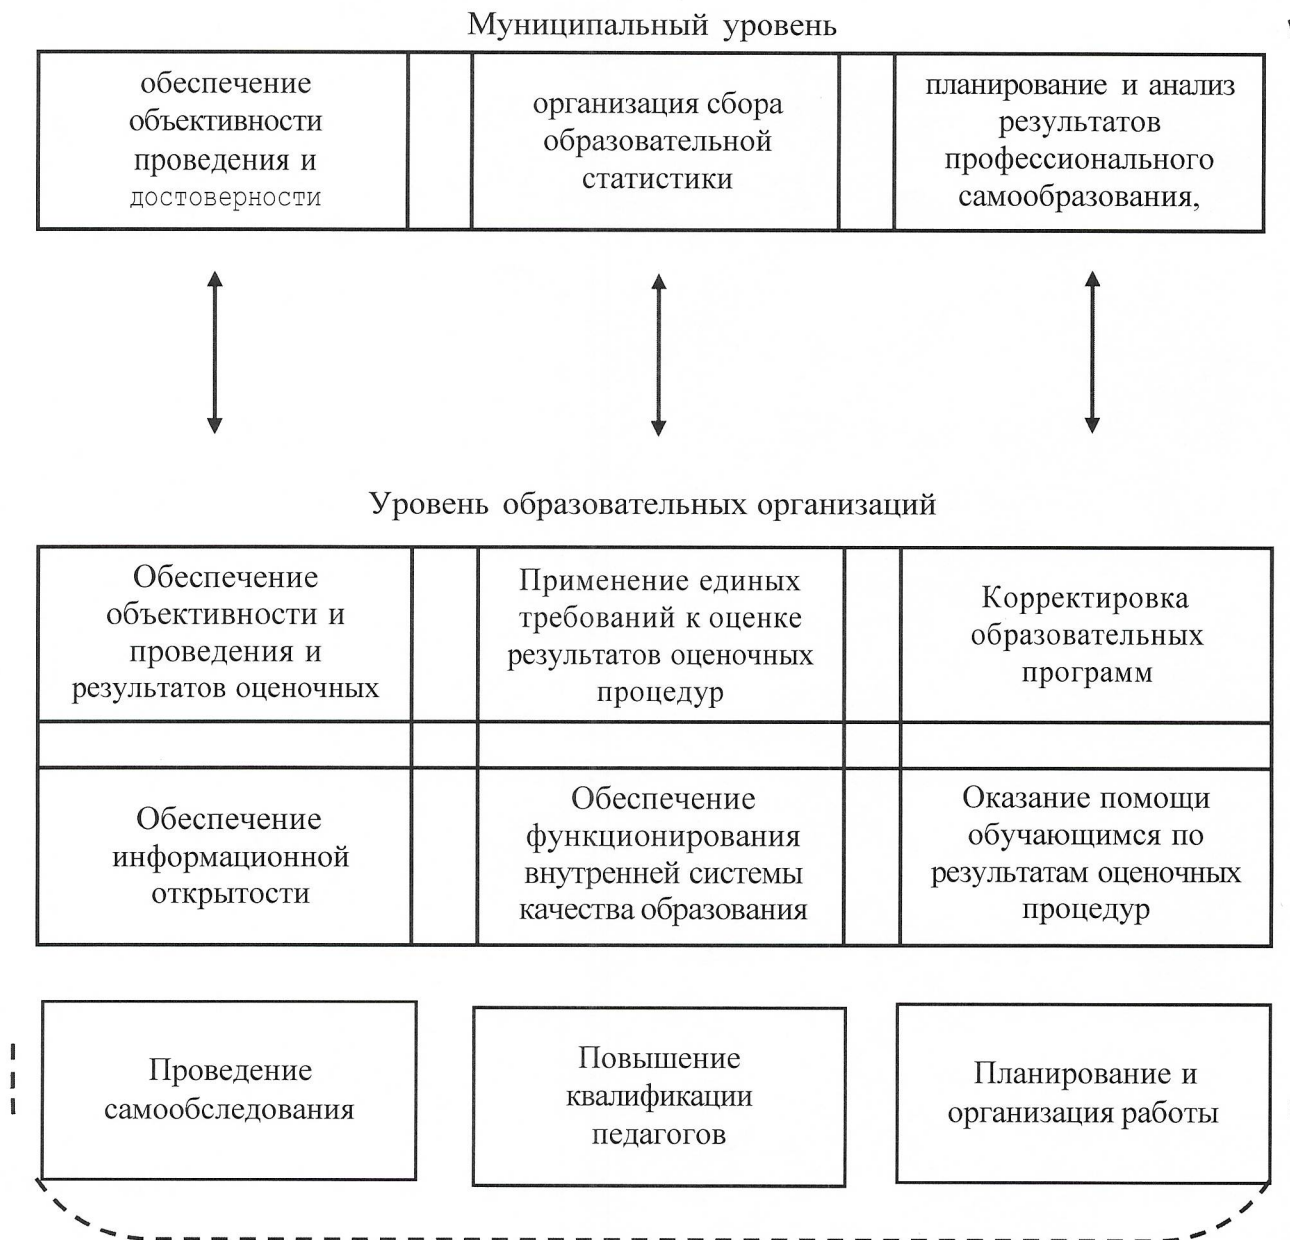 Муниципальный уровень
обеспечение
объективности
проведения и
достоверности
организация сбора
образовательной
статистики
планирование и анализ
результатов
профессионального
самообразования,
Уровень образовательных организаций
Обеспечение
объективности и
проведения и
результатов оценочных
Применение единых
требований к оценке
результатов оценочных
процедур
Корректировка
образовательных
программ
Обеспечение
информационной
открытости
Обеспечение
функционирования
внутренней системы
качества образования
Оказание помощи
обучающимся по
результатам оценочных
процедур
Проведение
самообследования
Повышение
квалификации
педагогов
Планирование и
организация работы